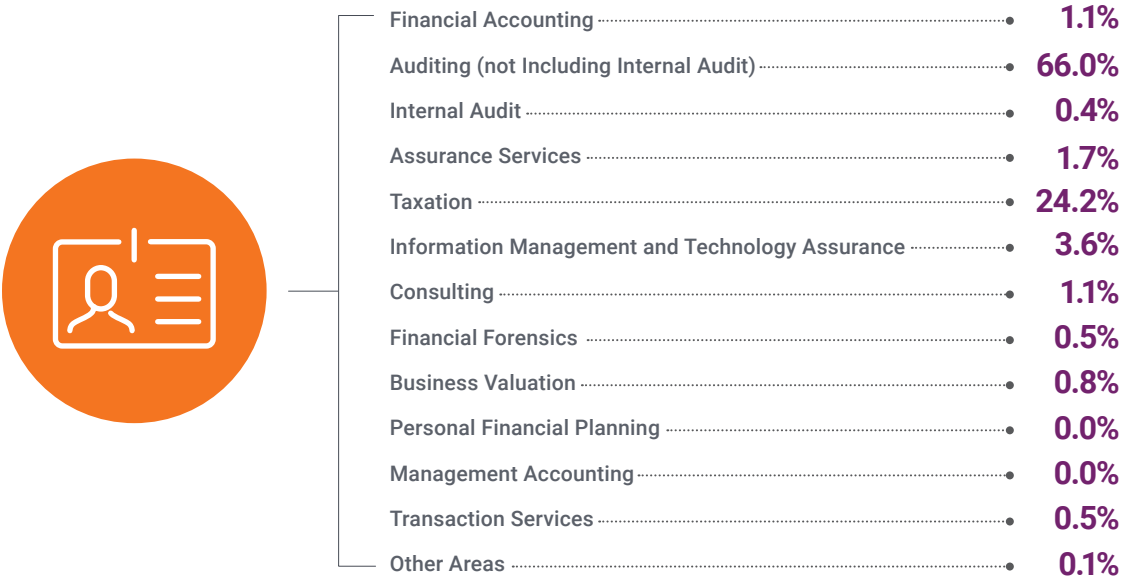 Financial Accounting 1.1%
Auditing (not Including Internal Audit) 66.0%
Internal Audit 0.4%
Assurance Services 1.7%
Taxation 24.2%
Information Management and Technology Assurance 3.6%
Consulting 1.1%
Financial Forensics 0.5%
Business Valuation 0.8%
Personal Financial Planning 0.0%
Management Accounting 0.0%
Transaction Services 0.5%
Other Areas 0.1%